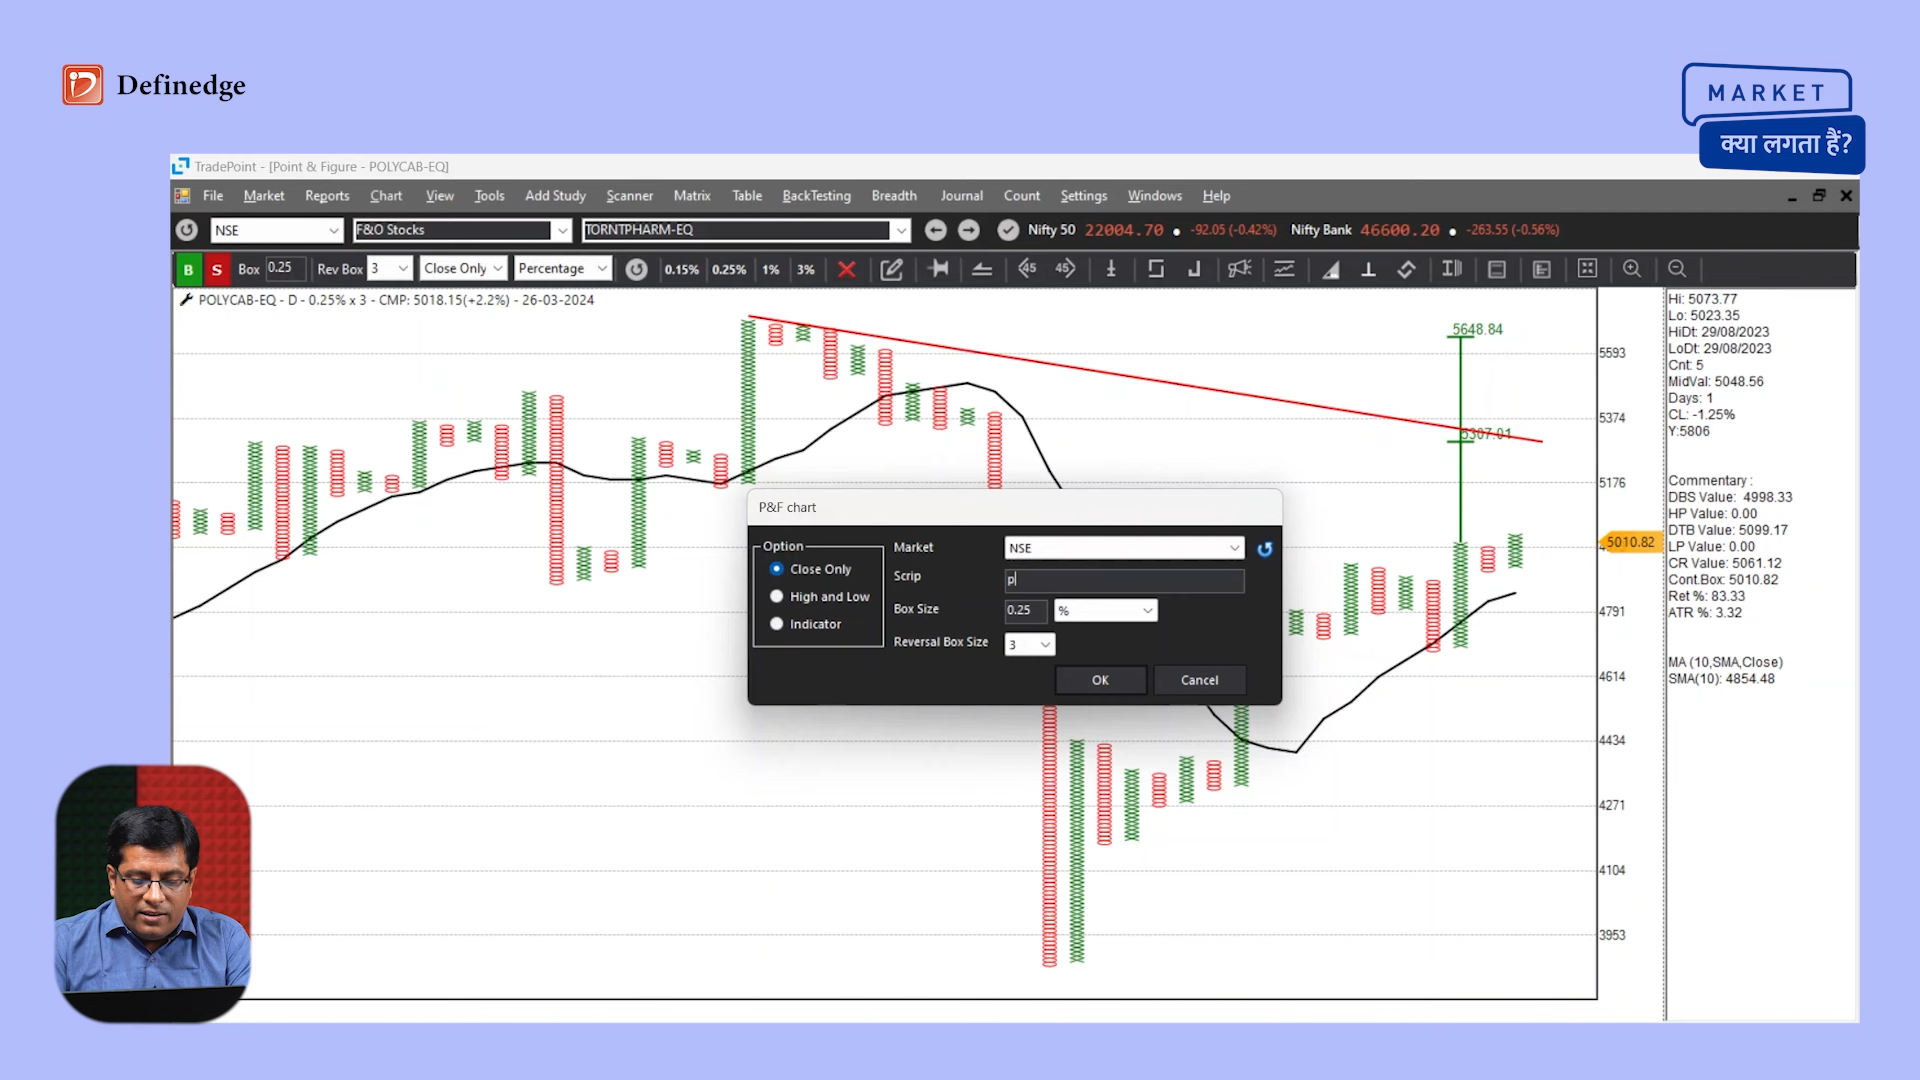 Definedge
MARKET
क्या लगता हैं?
TradePoint - [Point & Figure - POLYCAB-EQ]
File Market Reports Chart View Tools Add Study Scanner Matrix Table BackTesting Breadth Journal Count Settings Windows Help
NSE F&O Stocks TORNTPHARM-EQ Nifty 50 22004.70 ● -92.05 (-0.42%) Nifty Bank 46600.20 ● -263.55 (-0.56%)
B S Box 0.25 Rev Box 3 Close Only Percentage 0.15% 0.25% 1% 3% 45 45
POLYCAB-EQ - D - 0.25% x 3 - CMP: 5018.15(+2.2%) - 26-03-2024
5648.84
5307.01
5593
5374
5176
5010.82
4791
4614
4434
4271
4104
3953
P&F chart
Option
Close Only
High and Low
Indicator
Market NSE
Scrip p
Box Size 0.25 %
Reversal Box Size 3
OK Cancel
Hi: 5073.77
Lo: 5023.35
HiDt: 29/08/2023
LoDt: 29/08/2023
Cnt: 5
MidVal: 5048.56
Days: 1
CL: -1.25%
Y:5806
Commentary :
DBS Value: 4998.33
HP Value: 0.00
DTB Value: 5099.17
LP Value: 0.00
CR Value: 5061.12
Cont.Box: 5010.82
Ret %: 83.33
ATR %: 3.32
MA (10,SMA,Close)
SMA(10): 4854.48